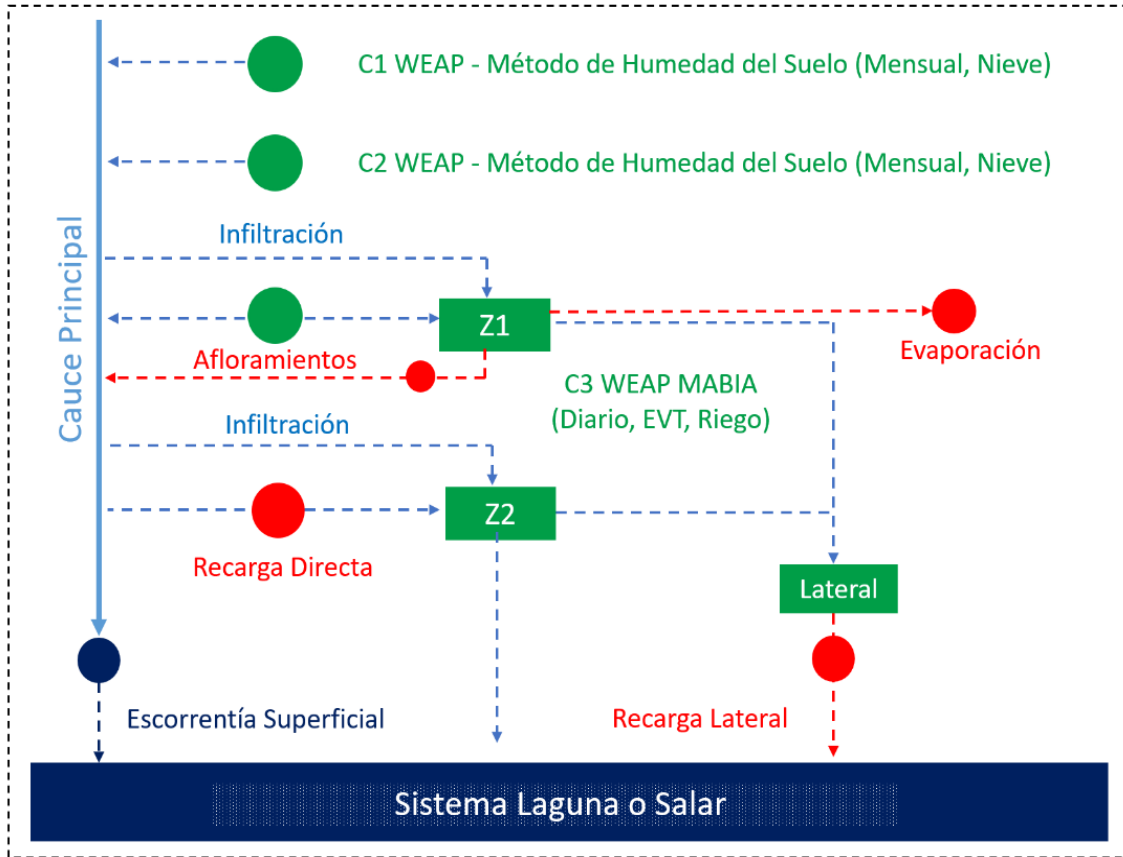 C1 WEAP - Método de Humedad del Suelo (Mensual, Nieve)
C2 WEAP - Método de Humedad del Suelo (Mensual, Nieve)
Cauce Principal
Infiltración
Z1
Evaporación
Afloramientos
C3 WEAP MABIA
(Diario, EVT, Riego)
Infiltración
Z2
Recarga Directa
Lateral
Escorrentía Superficial
Recarga Lateral
Sistema Laguna o Salar